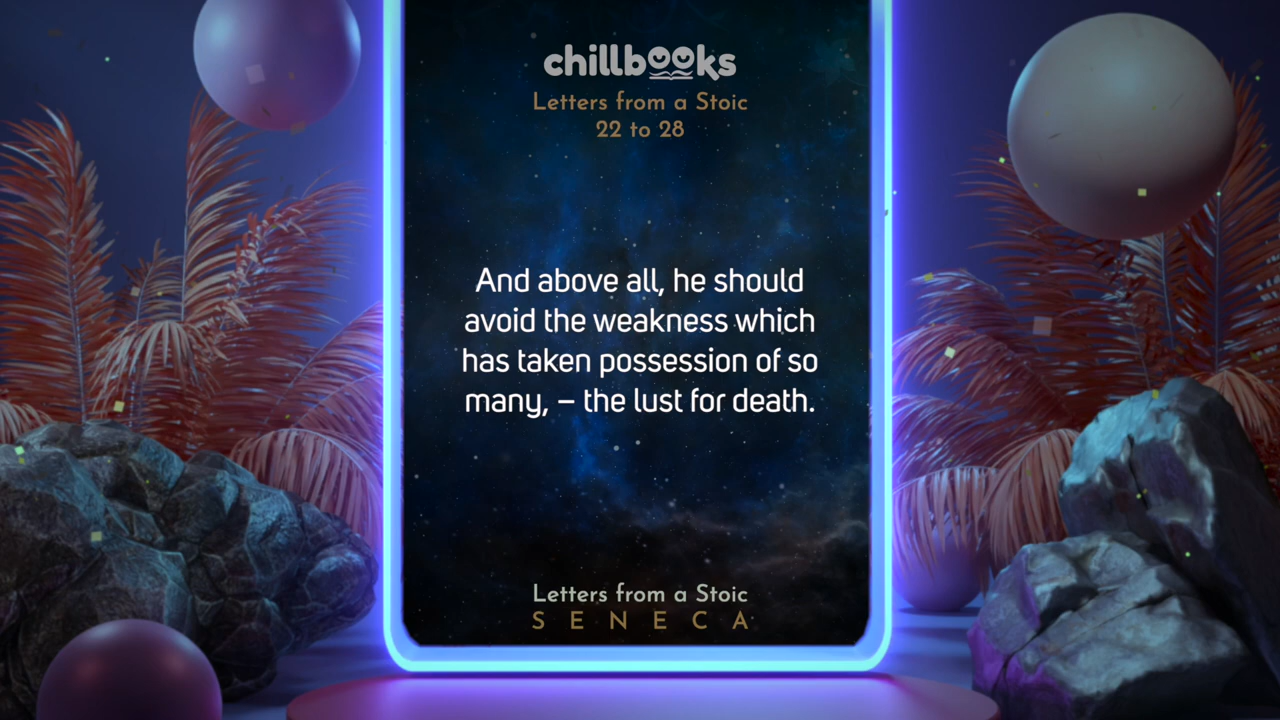 chillbooks
Letters from a Stoic
22 to 28
And above all, he should
avoid the weakness which
has taken possession of so
many, – the lust for death.
Letters from a Stoic
SENECA